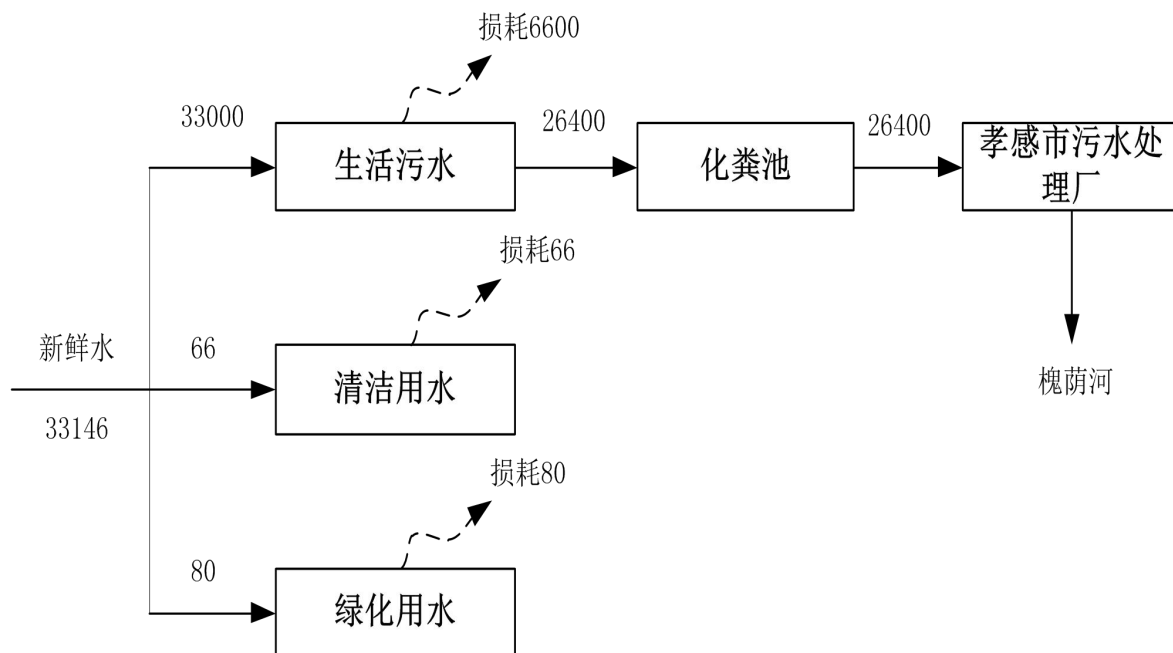 损耗6600
33000
生活污水
26400
化粪池
26400
孝感市污水处
理厂
损耗66
新鲜水
66
清洁用水
33146
槐荫河
损耗80
80
绿化用水